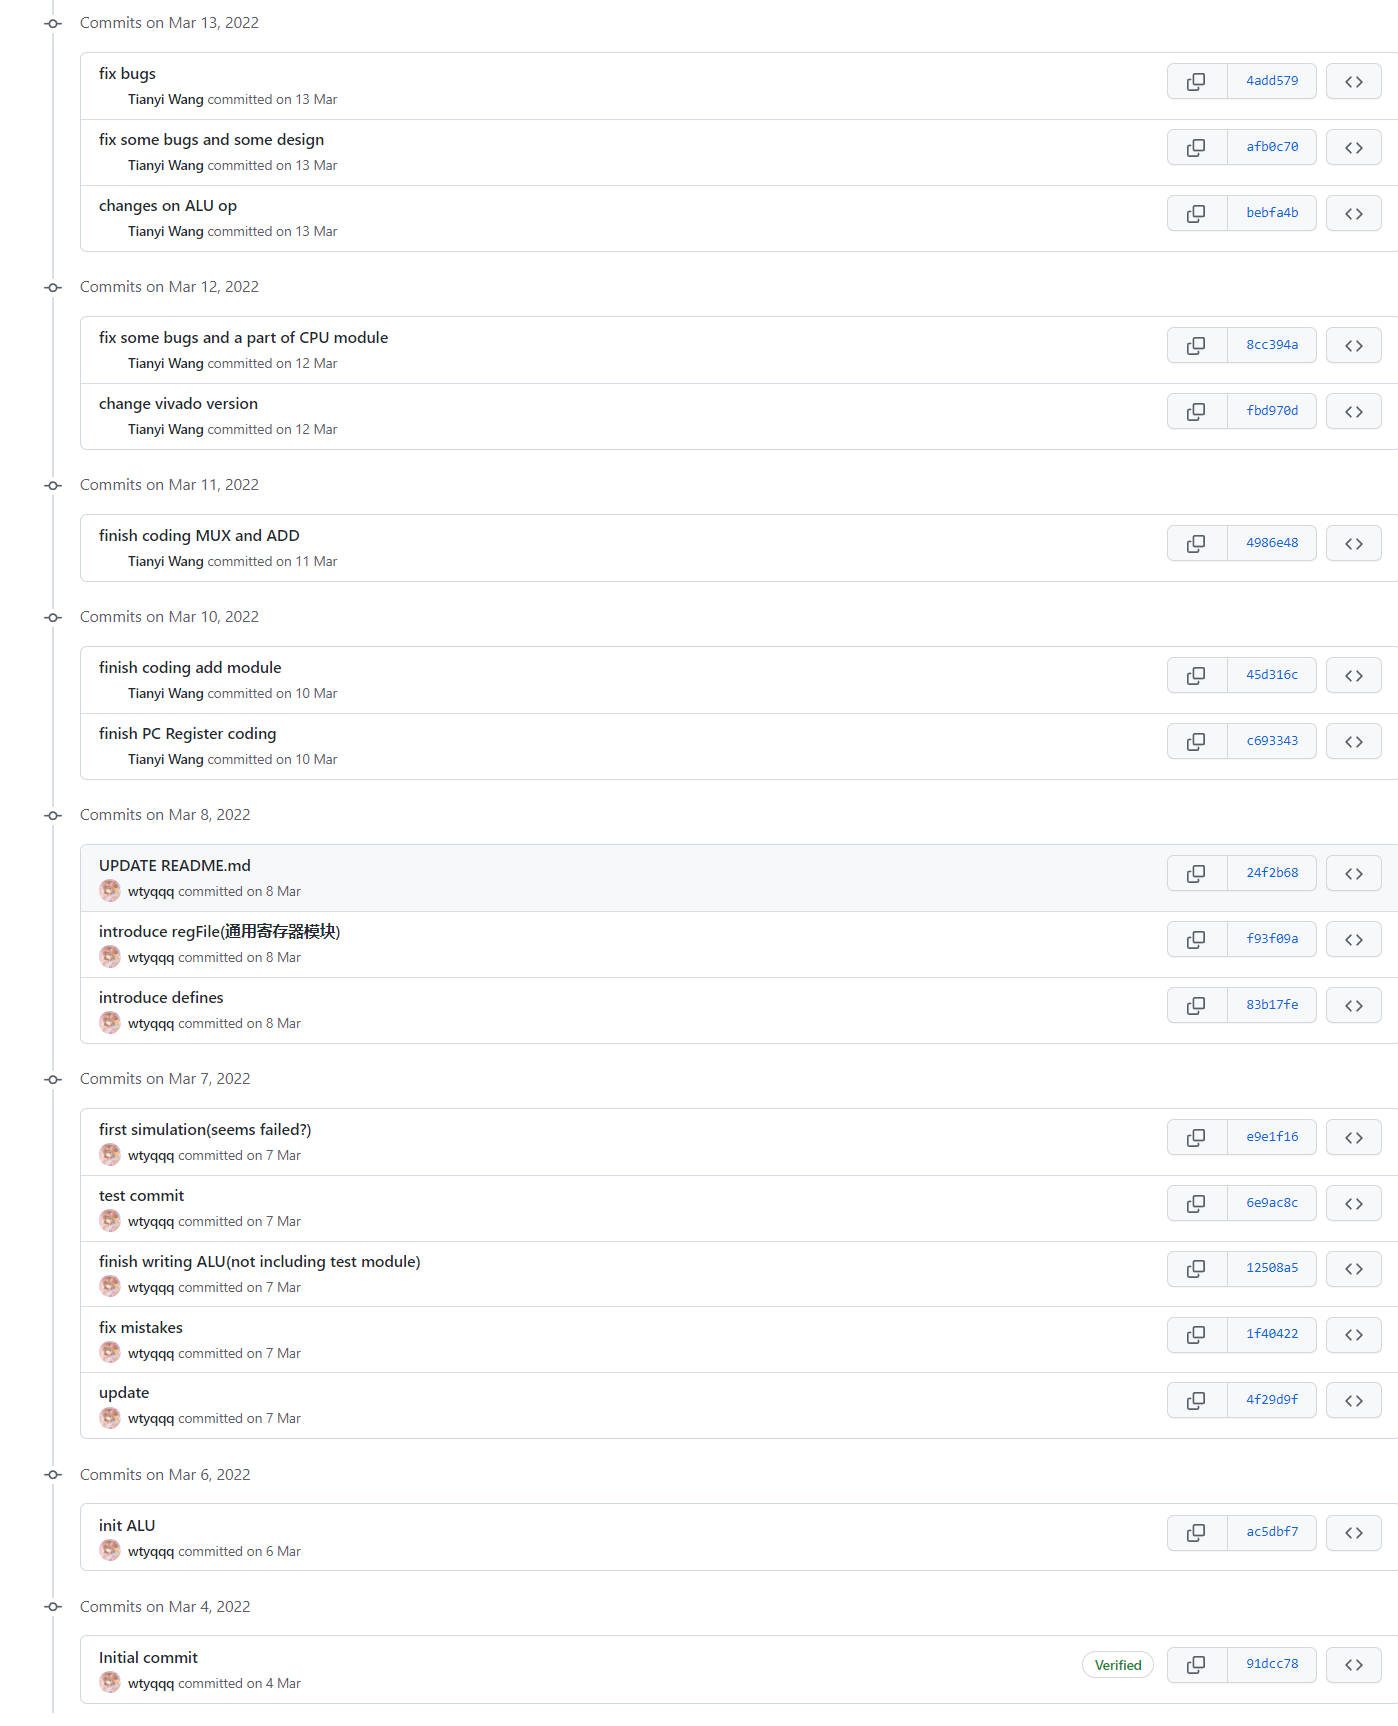 Commits on Mar 13, 2022
fix bugs
4add579
Tianyi Wang committed on 13 Mar
fix some bugs and some design
afb0c70
Tianyi Wang committed on 13 Mar
changes on ALU op
bebfa4b
Tianyi Wang committed on 13 Mar
Commits on Mar 12, 2022
fix some bugs and a part of CPU module
8cc394a
Tianyi Wang committed on 12 Mar
change vivado version
fbd970d
Tianyi Wang committed on 12 Mar
Commits on Mar 11, 2022
finish coding MUX and ADD
4986e48
Tianyi Wang committed on 11 Mar
Commits on Mar 10, 2022
finish coding add module
45d316c
Tianyi Wang committed on 10 Mar
finish PC Register coding
c693343
Tianyi Wang committed on 10 Mar
Commits on Mar 8, 2022
UPDATE README.md
24f2b68
wtyqqq committed on 8 Mar
introduce regFile(通用寄存器模块)
f93f09a
wtyqqq committed on 8 Mar
introduce defines
83b17fe
wtyqqq committed on 8 Mar
Commits on Mar 7, 2022
first simulation(seems failed?)
e9e1f16
wtyqqq committed on 7 Mar
test commit
6e9ac8c
wtyqqq committed on 7 Mar
finish writing ALU(not including test module)
12508a5
wtyqqq committed on 7 Mar
fix mistakes
1f40422
wtyqqq committed on 7 Mar
update
4f29d9f
wtyqqq committed on 7 Mar
Commits on Mar 6, 2022
init ALU
ac5dbf7
wtyqqq committed on 6 Mar
Commits on Mar 4, 2022
Initial commit
Verified
91dcc78
wtyqqq committed on 4 Mar